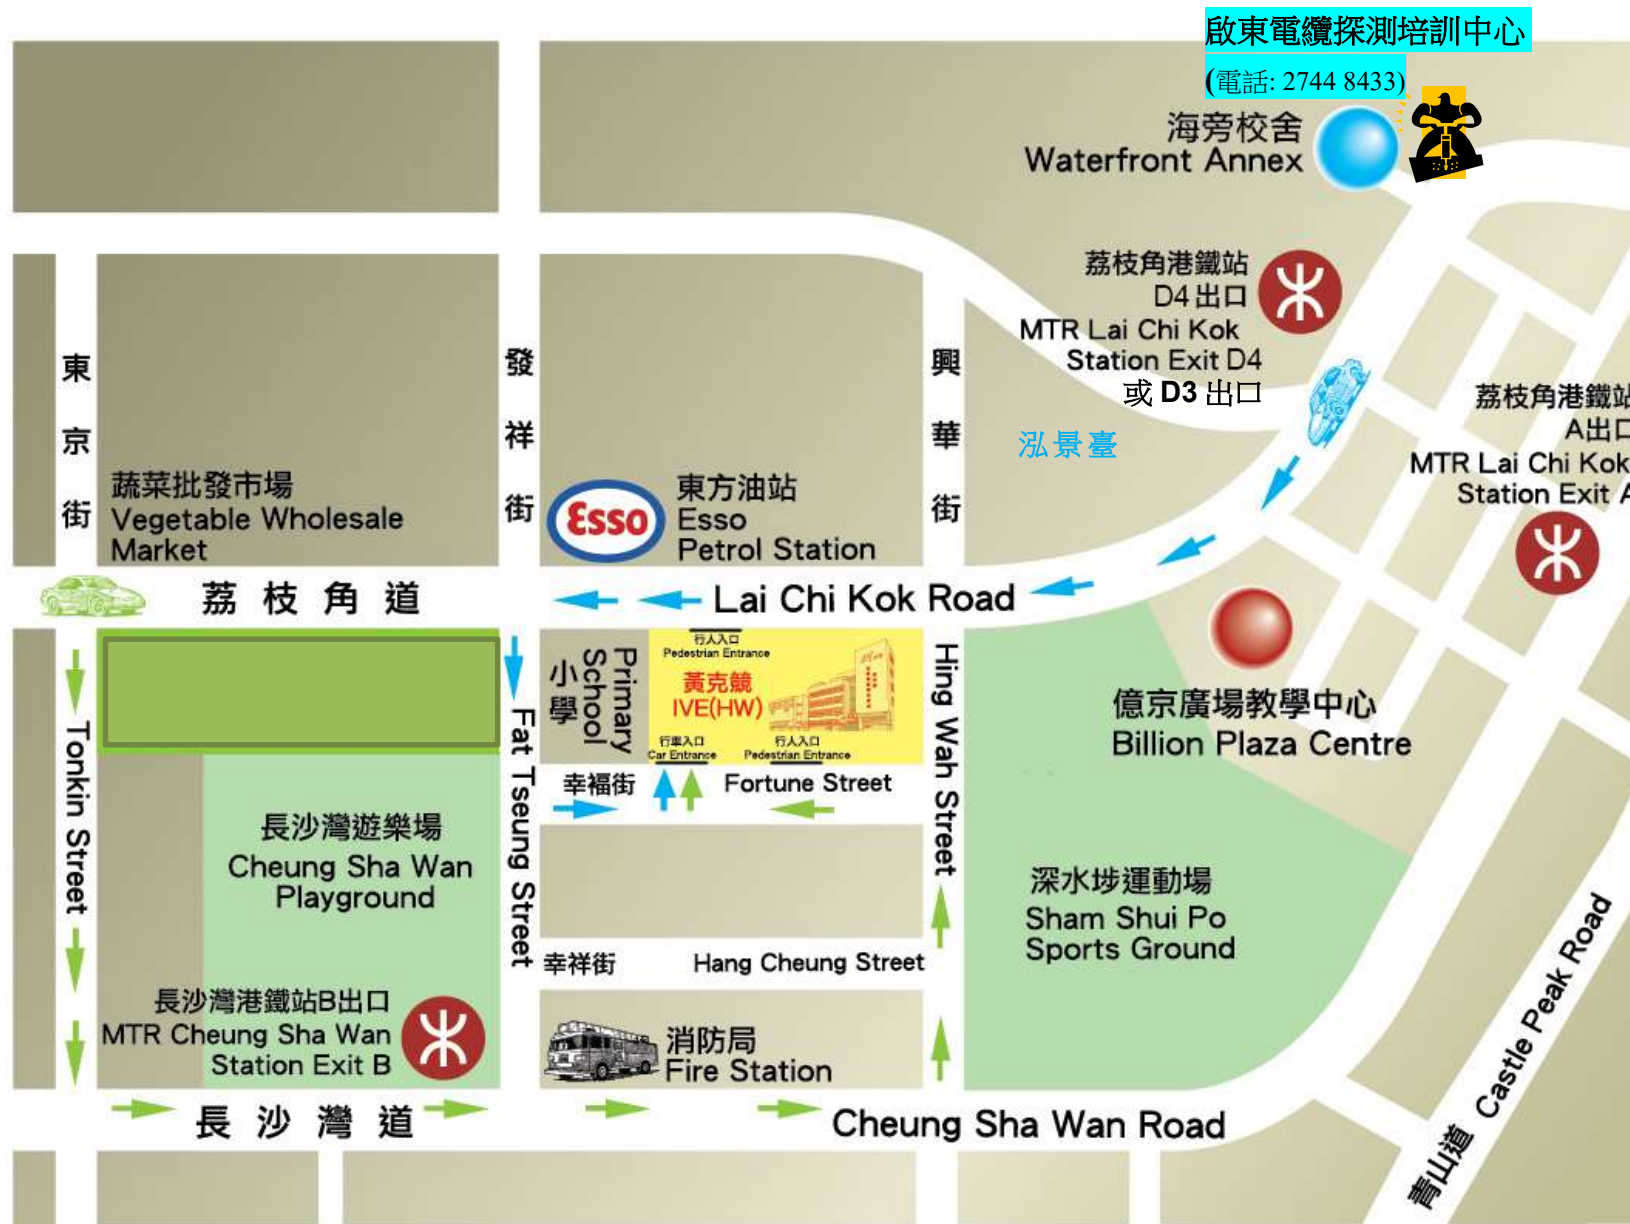 啟東電纜探測培訓中心
(電話: 2744 8433)
海旁校舍
Waterfront Annex
荔枝角港鐵站
D4出口
MTR Lai Chi Kok
Station Exit D4
或 D3 出口
荔枝角港鐵站
A出口
MTR Lai Chi Kok
Station Exit A
泓景臺
東京街
發祥街
興華街
蔬菜批發市場
Vegetable Wholesale
Market
Esso
東方油站
Esso
Petrol Station
荔枝角道
Lai Chi Kok Road
Tonkin Street
Fat Tseung Street
小學
Primary
School
行人入口
Pedestrian Entrance
黃克競
IVE(HW)
行車入口
Car Entrance
行人入口
Pedestrian Entrance
Hing Wah Street
幸福街
Fortune Street
億京廣場教學中心
Billion Plaza Centre
長沙灣遊樂場
Cheung Sha Wan
Playground
深水埗運動場
Sham Shui Po
Sports Ground
幸祥街
Hang Cheung Street
長沙灣港鐵站B出口
MTR Cheung Sha Wan
Station Exit B
消防局
Fire Station
長沙灣道
Cheung Sha Wan Road
青山道 Castle Peak Road